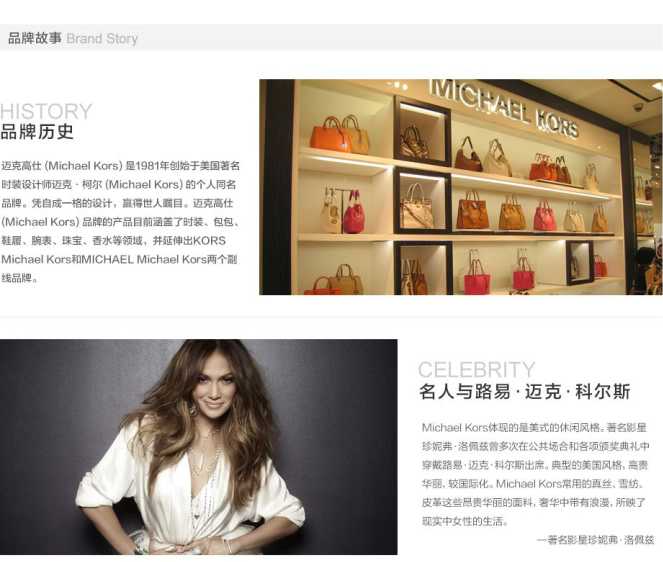 品牌故事 Brand Story
HISTORY
品牌历史
迈克高仕 (Michael Kors) 是1981年创始于美国著名
时装设计师迈克·柯尔 (Michael Kors) 的个人同名
品牌。凭自成一格的设计，赢得世人瞩目。迈克高仕
(Michael Kors) 品牌的产品目前涵盖了时装、包包、
鞋履、腕表、珠宝、香水等领域，并延伸出KORS
Michael Kors和MICHAEL Michael Kors两个副
线品牌。
MICHAEL KORS
CELEBRITY
名人与路易·迈克·科尔斯
Michael Kors体现的是美式的休闲风格。著名影星
珍妮弗·洛佩兹曾多次在公共场合和各项颁奖典礼中
穿戴路易·迈克·科尔斯出席。典型的美国风格，高贵
华丽，较国际化。Michael Kors常用的真丝、雪纺、
皮革这些昂贵华丽的面料，奢华中带有浪漫，所映了
现实中女性的生活。
—著名影星珍妮弗·洛佩兹